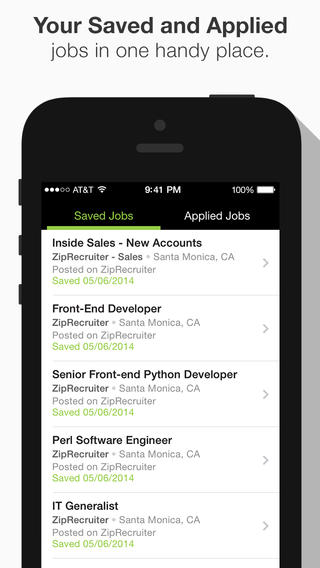 Your Saved and Applied
jobs in one handy place.
AT&T 9:41 PM 100%
Saved Jobs Applied Jobs
Inside Sales - New Accounts
ZipRecruiter - Sales • Santa Monica, CA
Posted on ZipRecruiter
Saved 05/06/2014
Front-End Developer
ZipRecruiter • Santa Monica, CA
Posted on ZipRecruiter
Saved 05/06/2014
Senior Front-end Python Developer
ZipRecruiter • Santa Monica, CA
Posted on ZipRecruiter
Saved 05/06/2014
Perl Software Engineer
ZipRecruiter • Santa Monica, CA
Posted on ZipRecruiter
Saved 05/06/2014
IT Generalist
ZipRecruiter • Santa Monica, CA
Posted on ZipRecruiter
Saved 05/06/2014